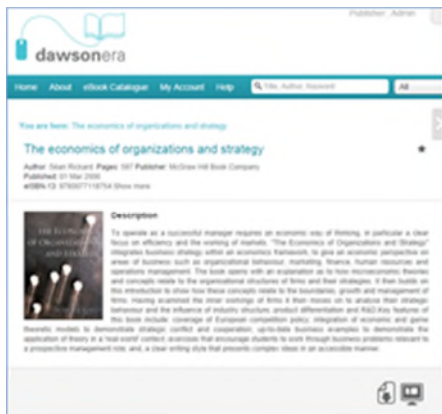 Publisher Admin
dawsonera
Home About eBook Catalogue My Account Help Title, Author, Keyword All
You are here: The economics of organizations and strategy
The economics of organizations and strategy
Author: Sean Rickard Pages: 597 Publisher: McGraw Hill Book Company
Published: 01 Mar 2006
eISBN-13: Show more
THE ECONOMICS
OF ORGANIZATIONS
AND STRATEGY
Description
To operate as a successful manager requires an economic way of thinking, in particular a clear
focus on efficiency and the working of markets. "The Economics of Organizations and Strategy"
integrates business strategy within an economics framework, to give an economic perspective on
areas of business such as organizational behaviour, marketing, finance, human resources and
operations management. The book opens with an explanation as to how microeconomic theories
and concepts relate to the organisational structures of firms and their strategies. It then builds on
this introduction to show how these concepts relate to the boundaries, growth and management of
firms. Having examined the inner workings of firms it then moves on to analyse their strategic
behaviour and the influence of industry structure, product differentiation and R&D. Key features of
this book include: coverage of European competition policy; integration of economic and game
theoretic models to demonstrate strategic conflict and cooperation; up-to-date business examples to demonstrate the
application of theory in a 'real world' context; exercises that encourage students to work through business problems relevant to
a prospective management role; and, a clear writing style that presents complex ideas in an accessible manner.